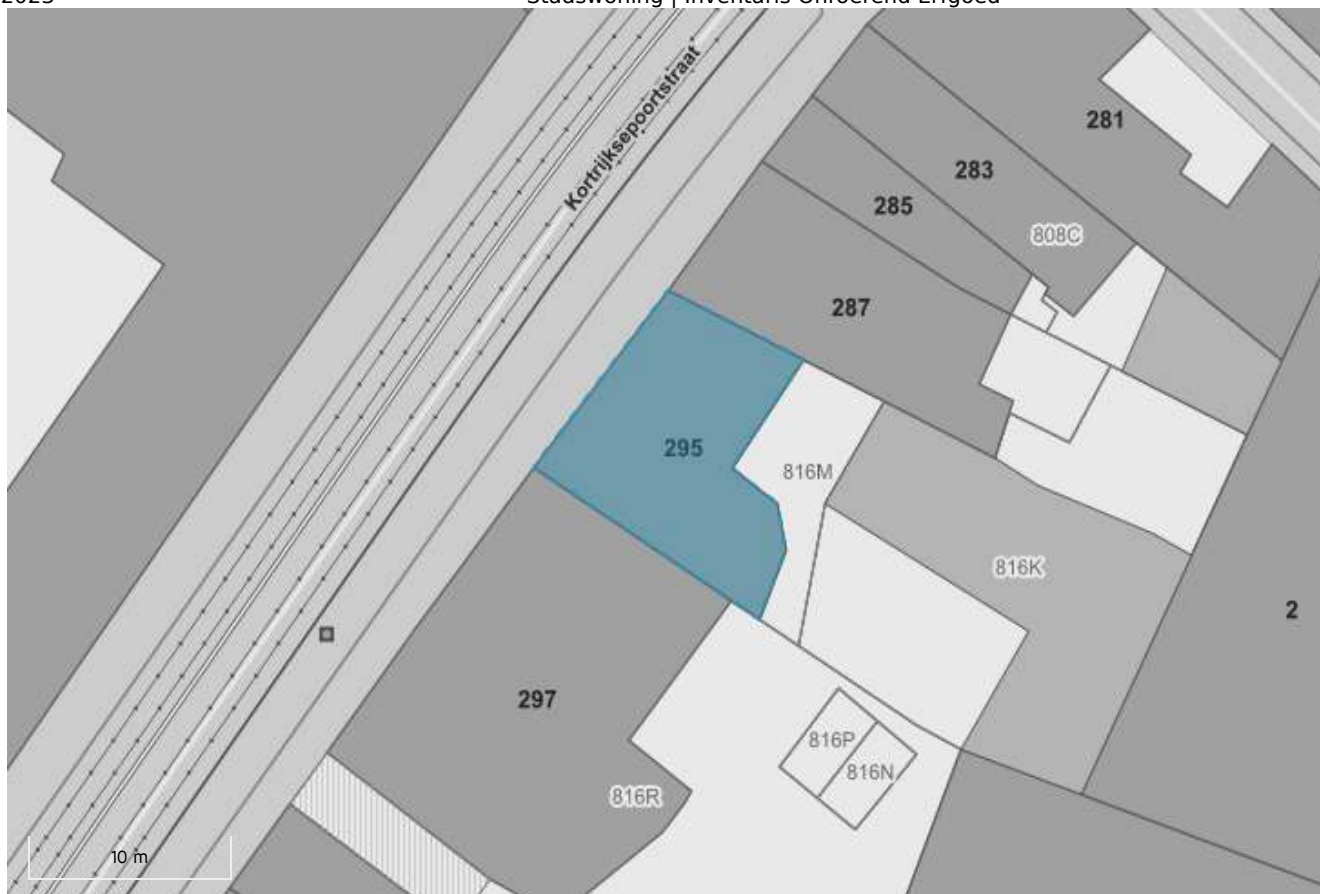 2025
Stadswoning | Inventaris Onroerend Erfgoed
Kortrijksepoortstraat
281
283
285
808C
287
295
816M
816K
2
297
816P
816N
816R
10 m